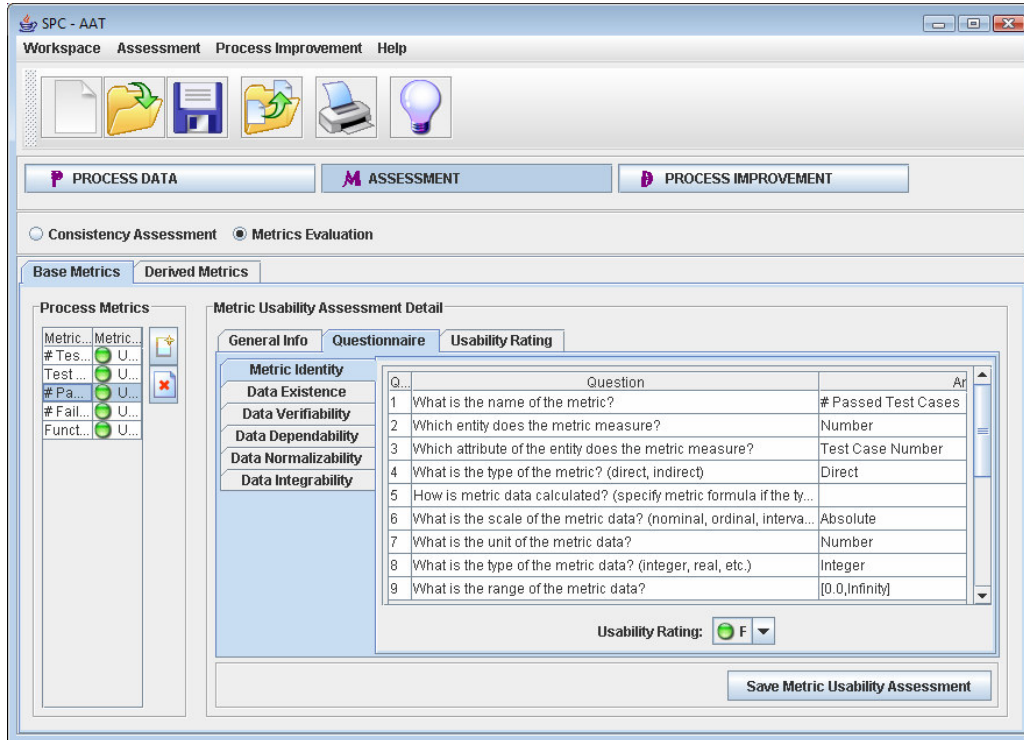 SPC - AAT
Workspace Assessment Process Improvement Help
P PROCESS DATA M ASSESSMENT D PROCESS IMPROVEMENT
Consistency Assessment Metrics Evaluation
Base Metrics Derived Metrics
Process Metrics
Metric... Metric...
# Tes... U...
Test ... U...
# Pa... U...
# Fail... U...
Funct... U...
Metric Usability Assessment Detail
General Info Questionnaire Usability Rating
Metric Identity
Data Existence
Data Verifiability
Data Dependability
Data Normalizability
Data Integrability
Q... Question Ar
1 What is the name of the metric? # Passed Test Cases
2 Which entity does the metric measure? Number
3 Which attribute of the entity does the metric measure? Test Case Number
4 What is the type of the metric? (direct, indirect) Direct
5 How is metric data calculated? (specify metric formula if the ty...
6 What is the scale of the metric data? (nominal, ordinal, interva... Absolute
7 What is the unit of the metric data? Number
8 What is the type of the metric data? (integer, real, etc.) Integer
9 What is the range of the metric data? [0.0,Infinity]
Usability Rating: F
Save Metric Usability Assessment